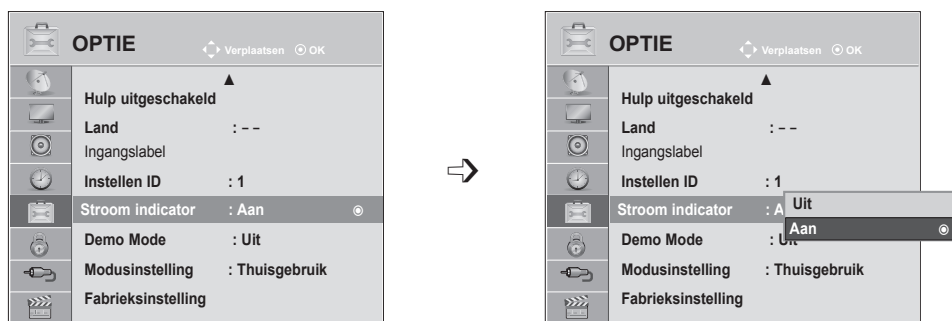 OPTIE Verplaatsen OK
Hulp uitgeschakeld
Land : – –
Ingangslabel
Instellen ID : 1
Stroom indicator : Aan
Demo Mode : Uit
Modusinstelling : Thuisgebruik
Fabrieksinstelling
OPTIE Verplaatsen OK
Hulp uitgeschakeld
Land : – –
Ingangslabel
Instellen ID : 1
Stroom indicator : A
Uit
Aan
Demo Mode : Uit
Modusinstelling : Thuisgebruik
Fabrieksinstelling